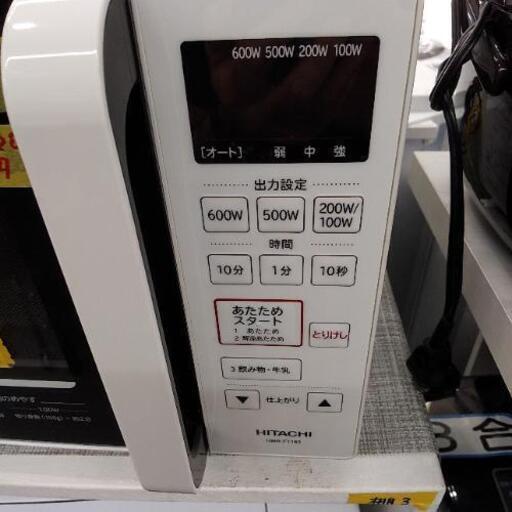 600W 500W 200W 100W
[オート] 弱 中 強
出力設定
600W 500W 200W/
100W
時間
10分 1分 10秒
あたため
スタート
1 あたため
2 解凍あたため
とりけし
3 飲み物・牛乳
▼ 仕上がり ▲
HITACHI
100W